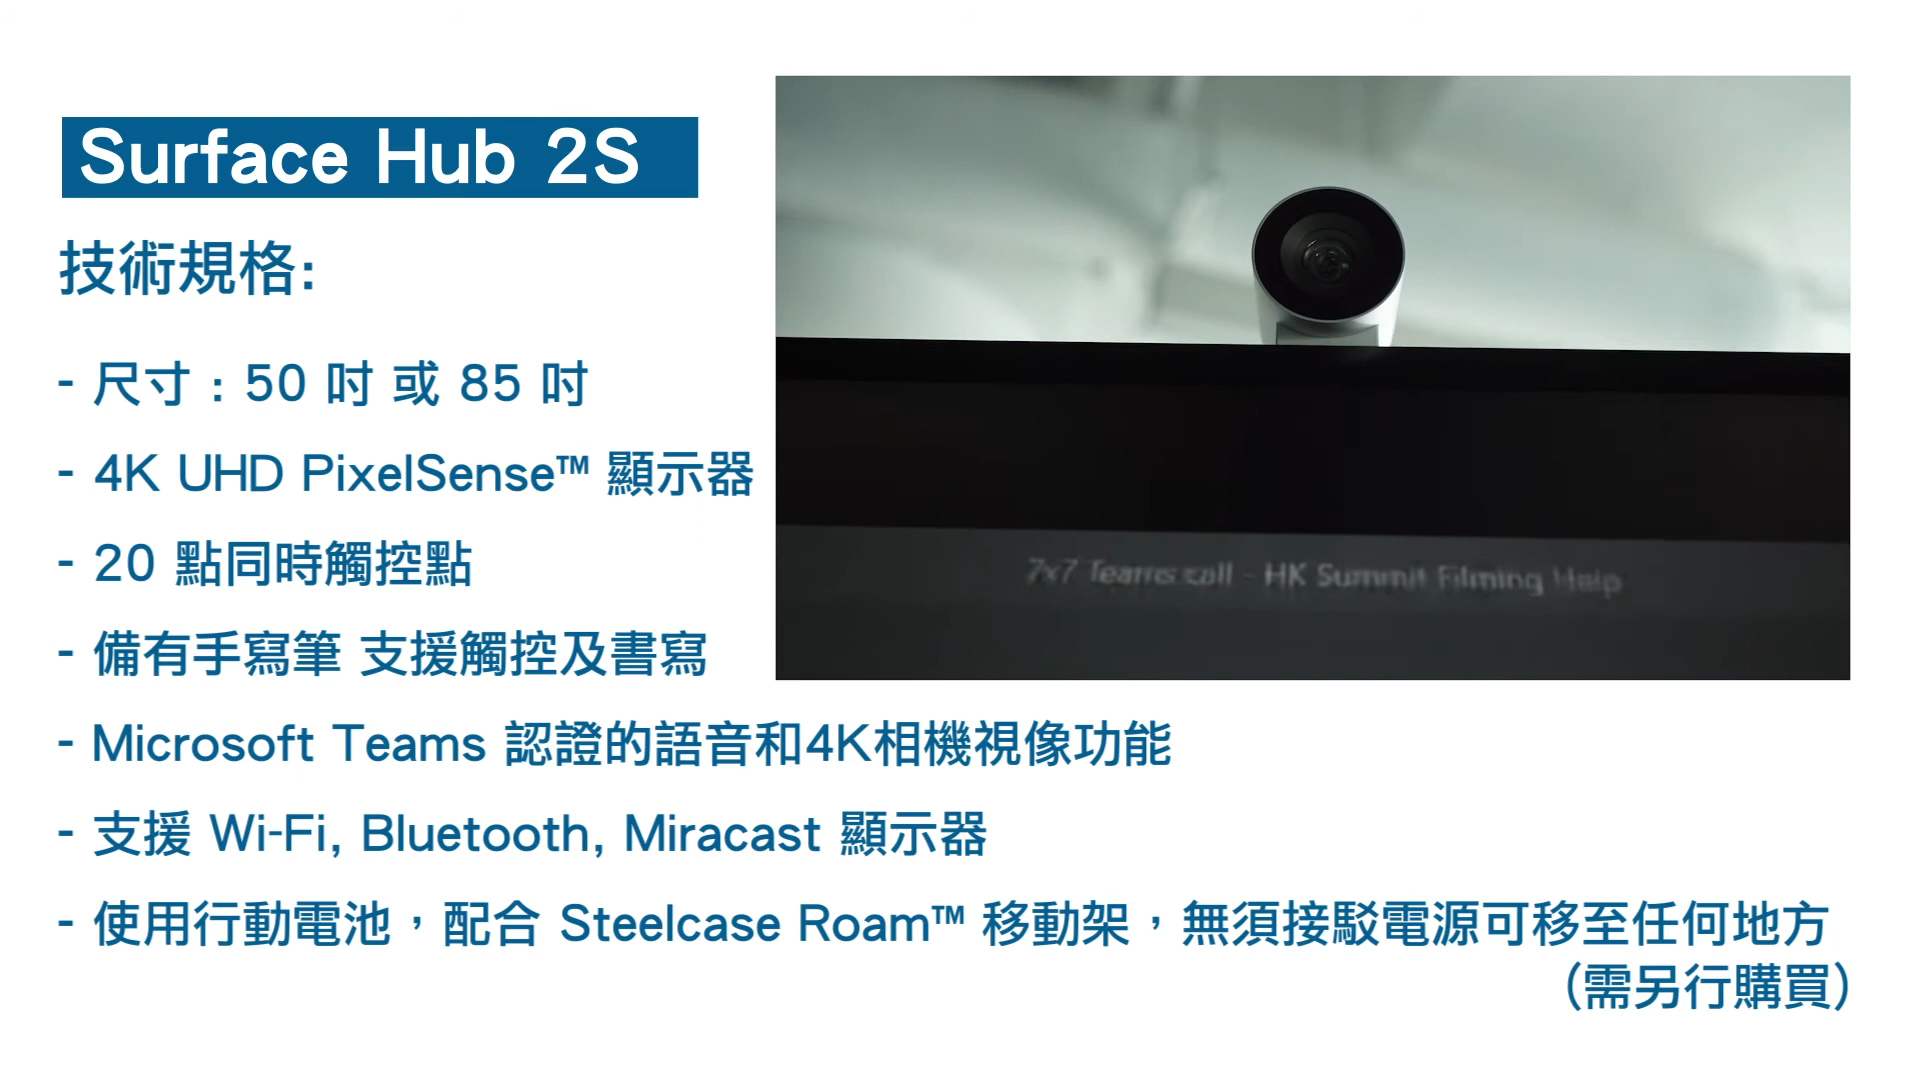 Surface Hub 2S
技術規格:
- 尺寸：50 吋 或 85 吋
- 4K UHD PixelSense™ 顯示器
- 20 點同時觸控點
- 備有手寫筆 支援觸控及書寫
7x7 Teams call - HK Summit Filming Help
- Microsoft Teams 認證的語音和4K相機視像功能
- 支援 Wi-Fi, Bluetooth, Miracast 顯示器
- 使用行動電池，配合 Steelcase Roam™ 移動架，無須接駁電源可移至任何地方
(需另行購買)